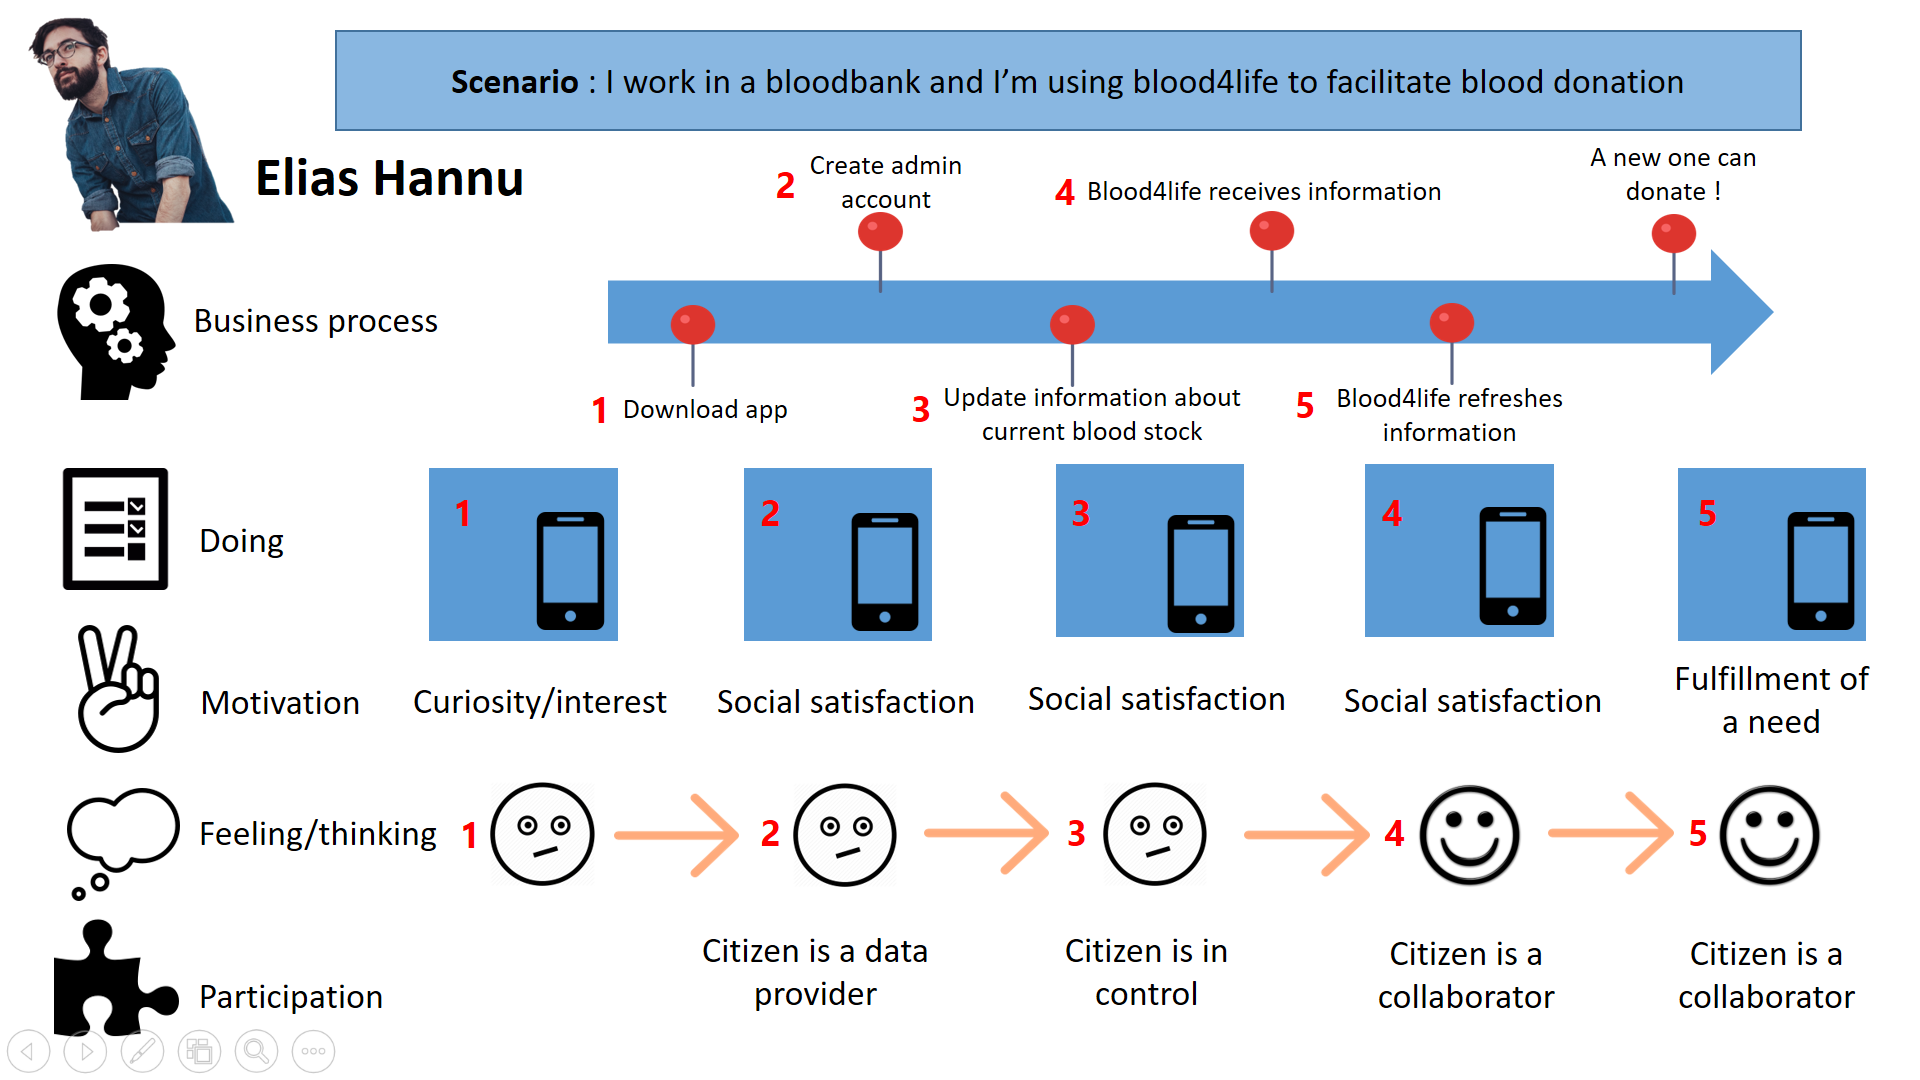 Scenario : I work in a bloodbank and I’m using blood4life to facilitate blood donation
Elias Hannu
2 Create admin
account
4 Blood4life receives information
A new one can
donate !
Business process
1 Download app
3 Update information about
current blood stock
5 Blood4life refreshes
information
Doing
1 2 3 4 5
Motivation
Curiosity/interest
Social satisfaction
Social satisfaction
Social satisfaction
Fulfillment of
a need
Feeling/thinking
1 2 3 4 5
Participation
Citizen is a data
provider
Citizen is in
control
Citizen is a
collaborator
Citizen is a
collaborator